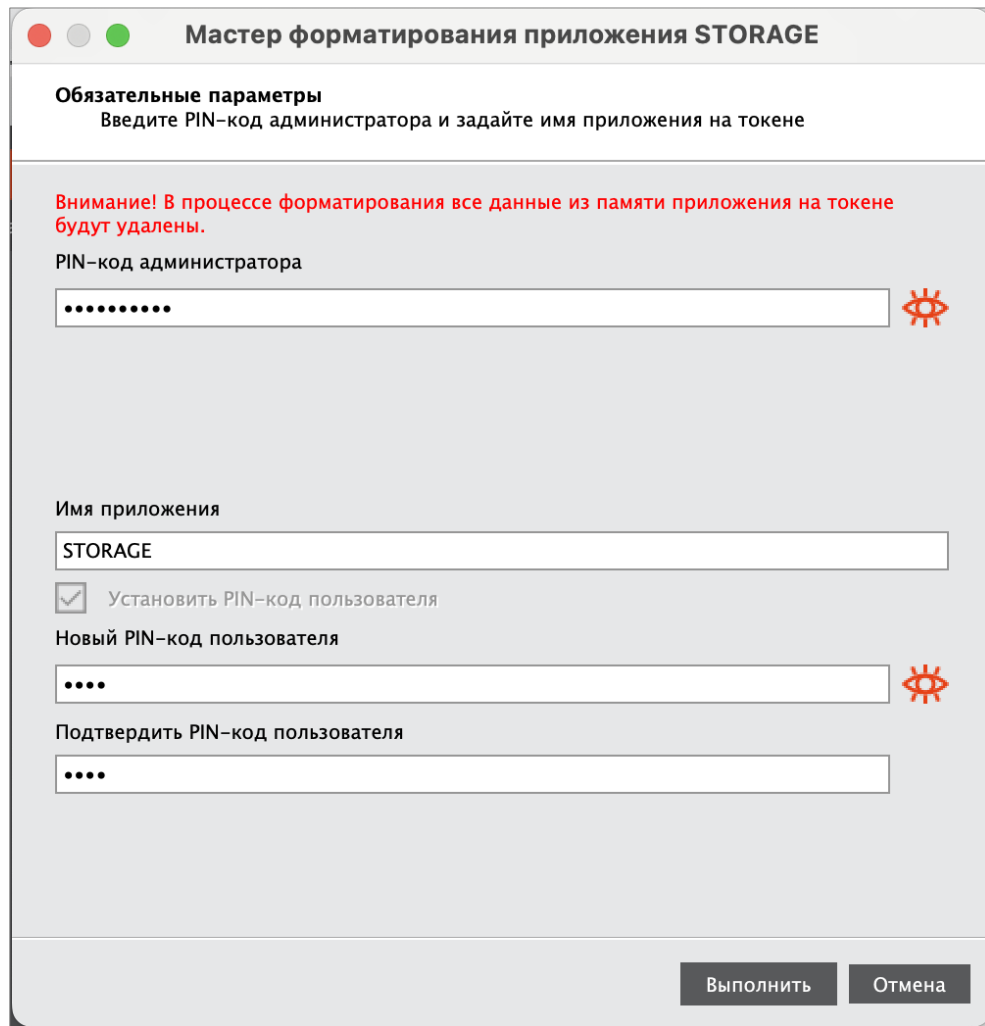 Мастер форматирования приложения STORAGE
Обязательные параметры
Введите PIN-код администратора и задайте имя приложения на токене
Внимание! В процессе форматирования все данные из памяти приложения на токене
будут удалены.
PIN-код администратора
••••••••••
Имя приложения
STORAGE
Установить PIN-код пользователя
Новый PIN-код пользователя
••••
Подтвердить PIN-код пользователя
••••
Выполнить Отмена